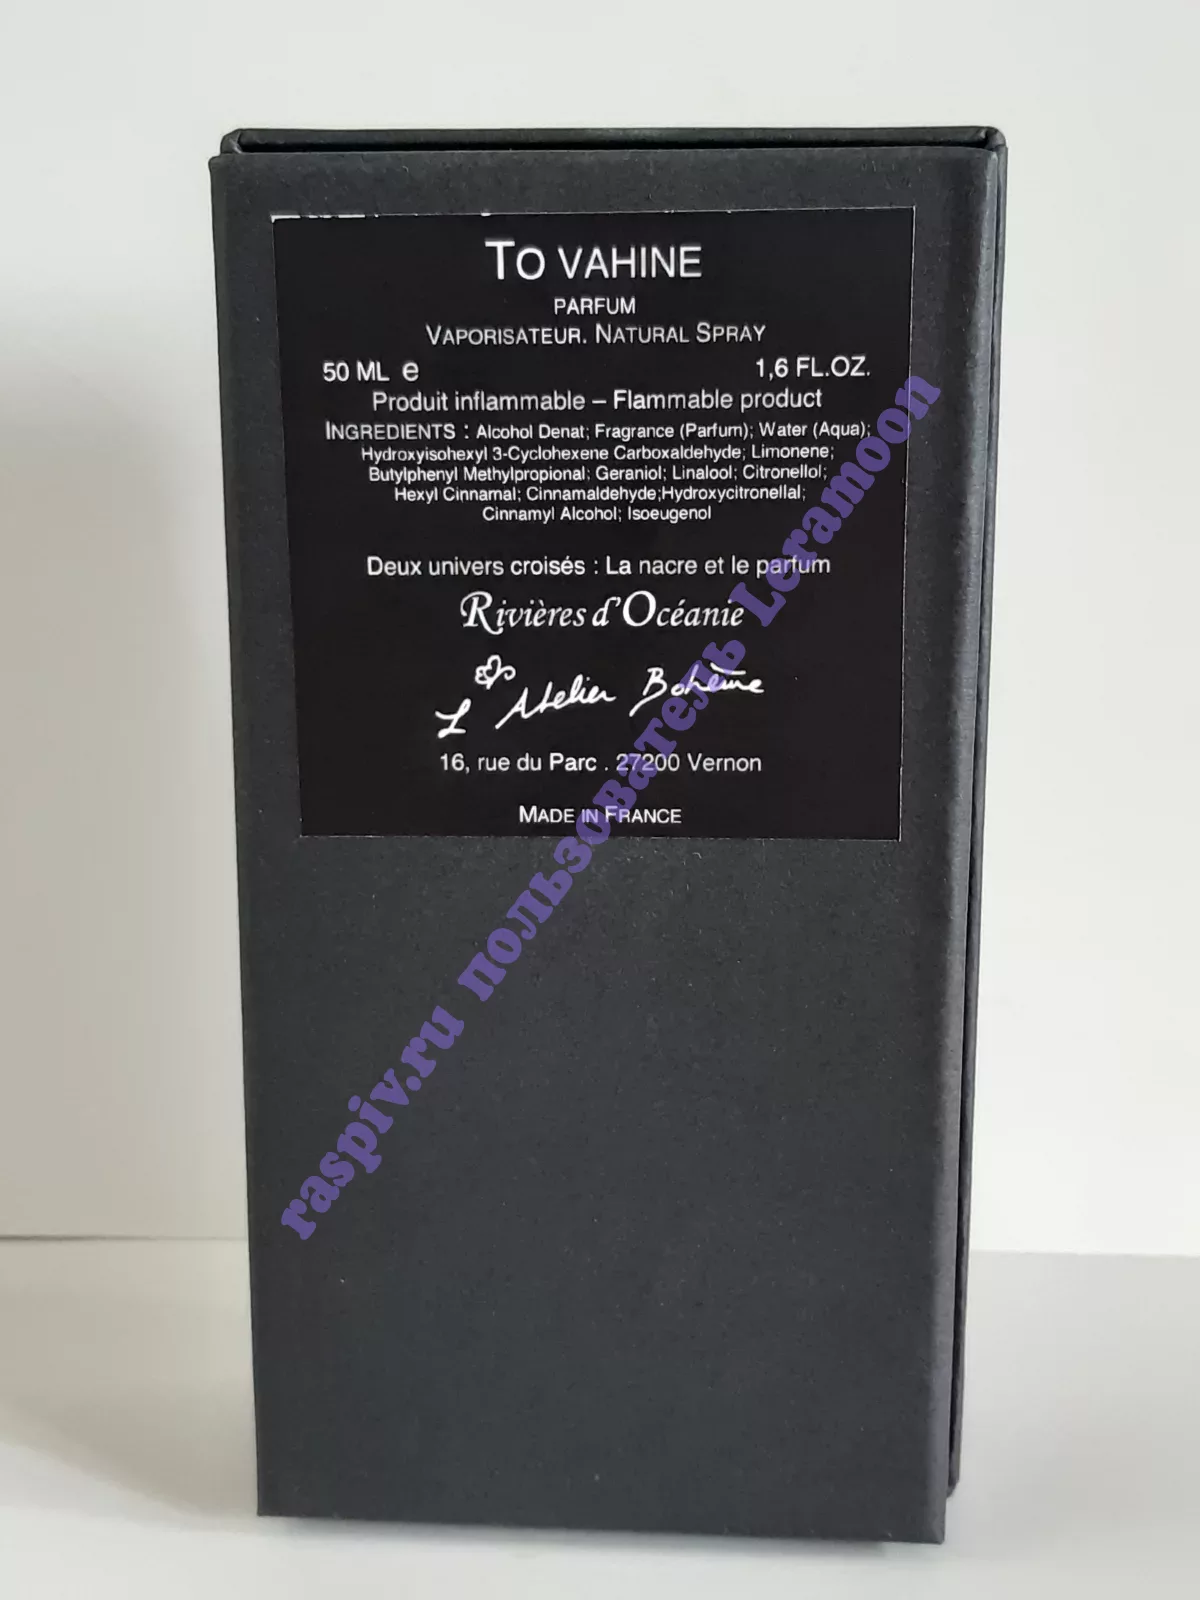 To VAHINE
PARFUM
VAPORISATEUR. NATURAL SPRAY
50 ML ℮ 1,6 FL.OZ.
Produit inflammable – Flammable product
INGREDIENTS : Alcohol Denat; Fragrance (Parfum); Water (Aqua);
Hydroxyisohexyl 3-Cyclohexene Carboxaldehyde; Limonene;
Butylphenyl Methylpropional; Geraniol; Linalool; Citronellol;
Hexyl Cinnamal; Cinnamaldehyde;Hydroxycitronellal;
Cinnamyl Alcohol; Isoeugenol
Deux univers croisés : La nacre et le parfum
Rivières d'Océanie
L'Atelier Bohème
16, rue du Parc . 27200 Vernon
MADE IN FRANCE
raspiv.ru пользователь Leramoon